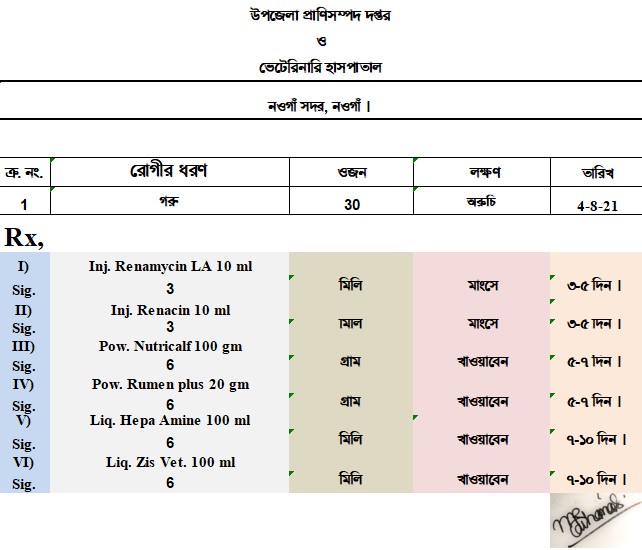 উপজেলা প্রাণিসম্পদ দপ্তর
ও
ভেটেরিনারি হাসপাতাল
নওগাঁ সদর, নওগাঁ ।
ক্র. নং. রোগীর ধরণ ওজন লক্ষণ তারিখ
1 গরু 30 অরুচি 4-8-21
Rx,
I) Inj. Renamycin LA 10 ml
Sig. 3 মিলি মাংসে ৩-৫ দিন ।
II) Inj. Renacin 10 ml
Sig. 3 মিলি মাংসে ৩-৫ দিন ।
III) Pow. Nutricalf 100 gm
Sig. 6 গ্রাম খাওয়াবেন ৫-৭ দিন ।
IV) Pow. Rumen plus 20 gm
Sig. 6 গ্রাম খাওয়াবেন ৫-৭ দিন ।
V) Liq. Hepa Amine 100 ml
Sig. 6 মিলি খাওয়াবেন ৭-১০ দিন ।
VI) Liq. Zis Vet. 100 ml
Sig. 6 মিলি খাওয়াবেন ৭-১০ দিন ।